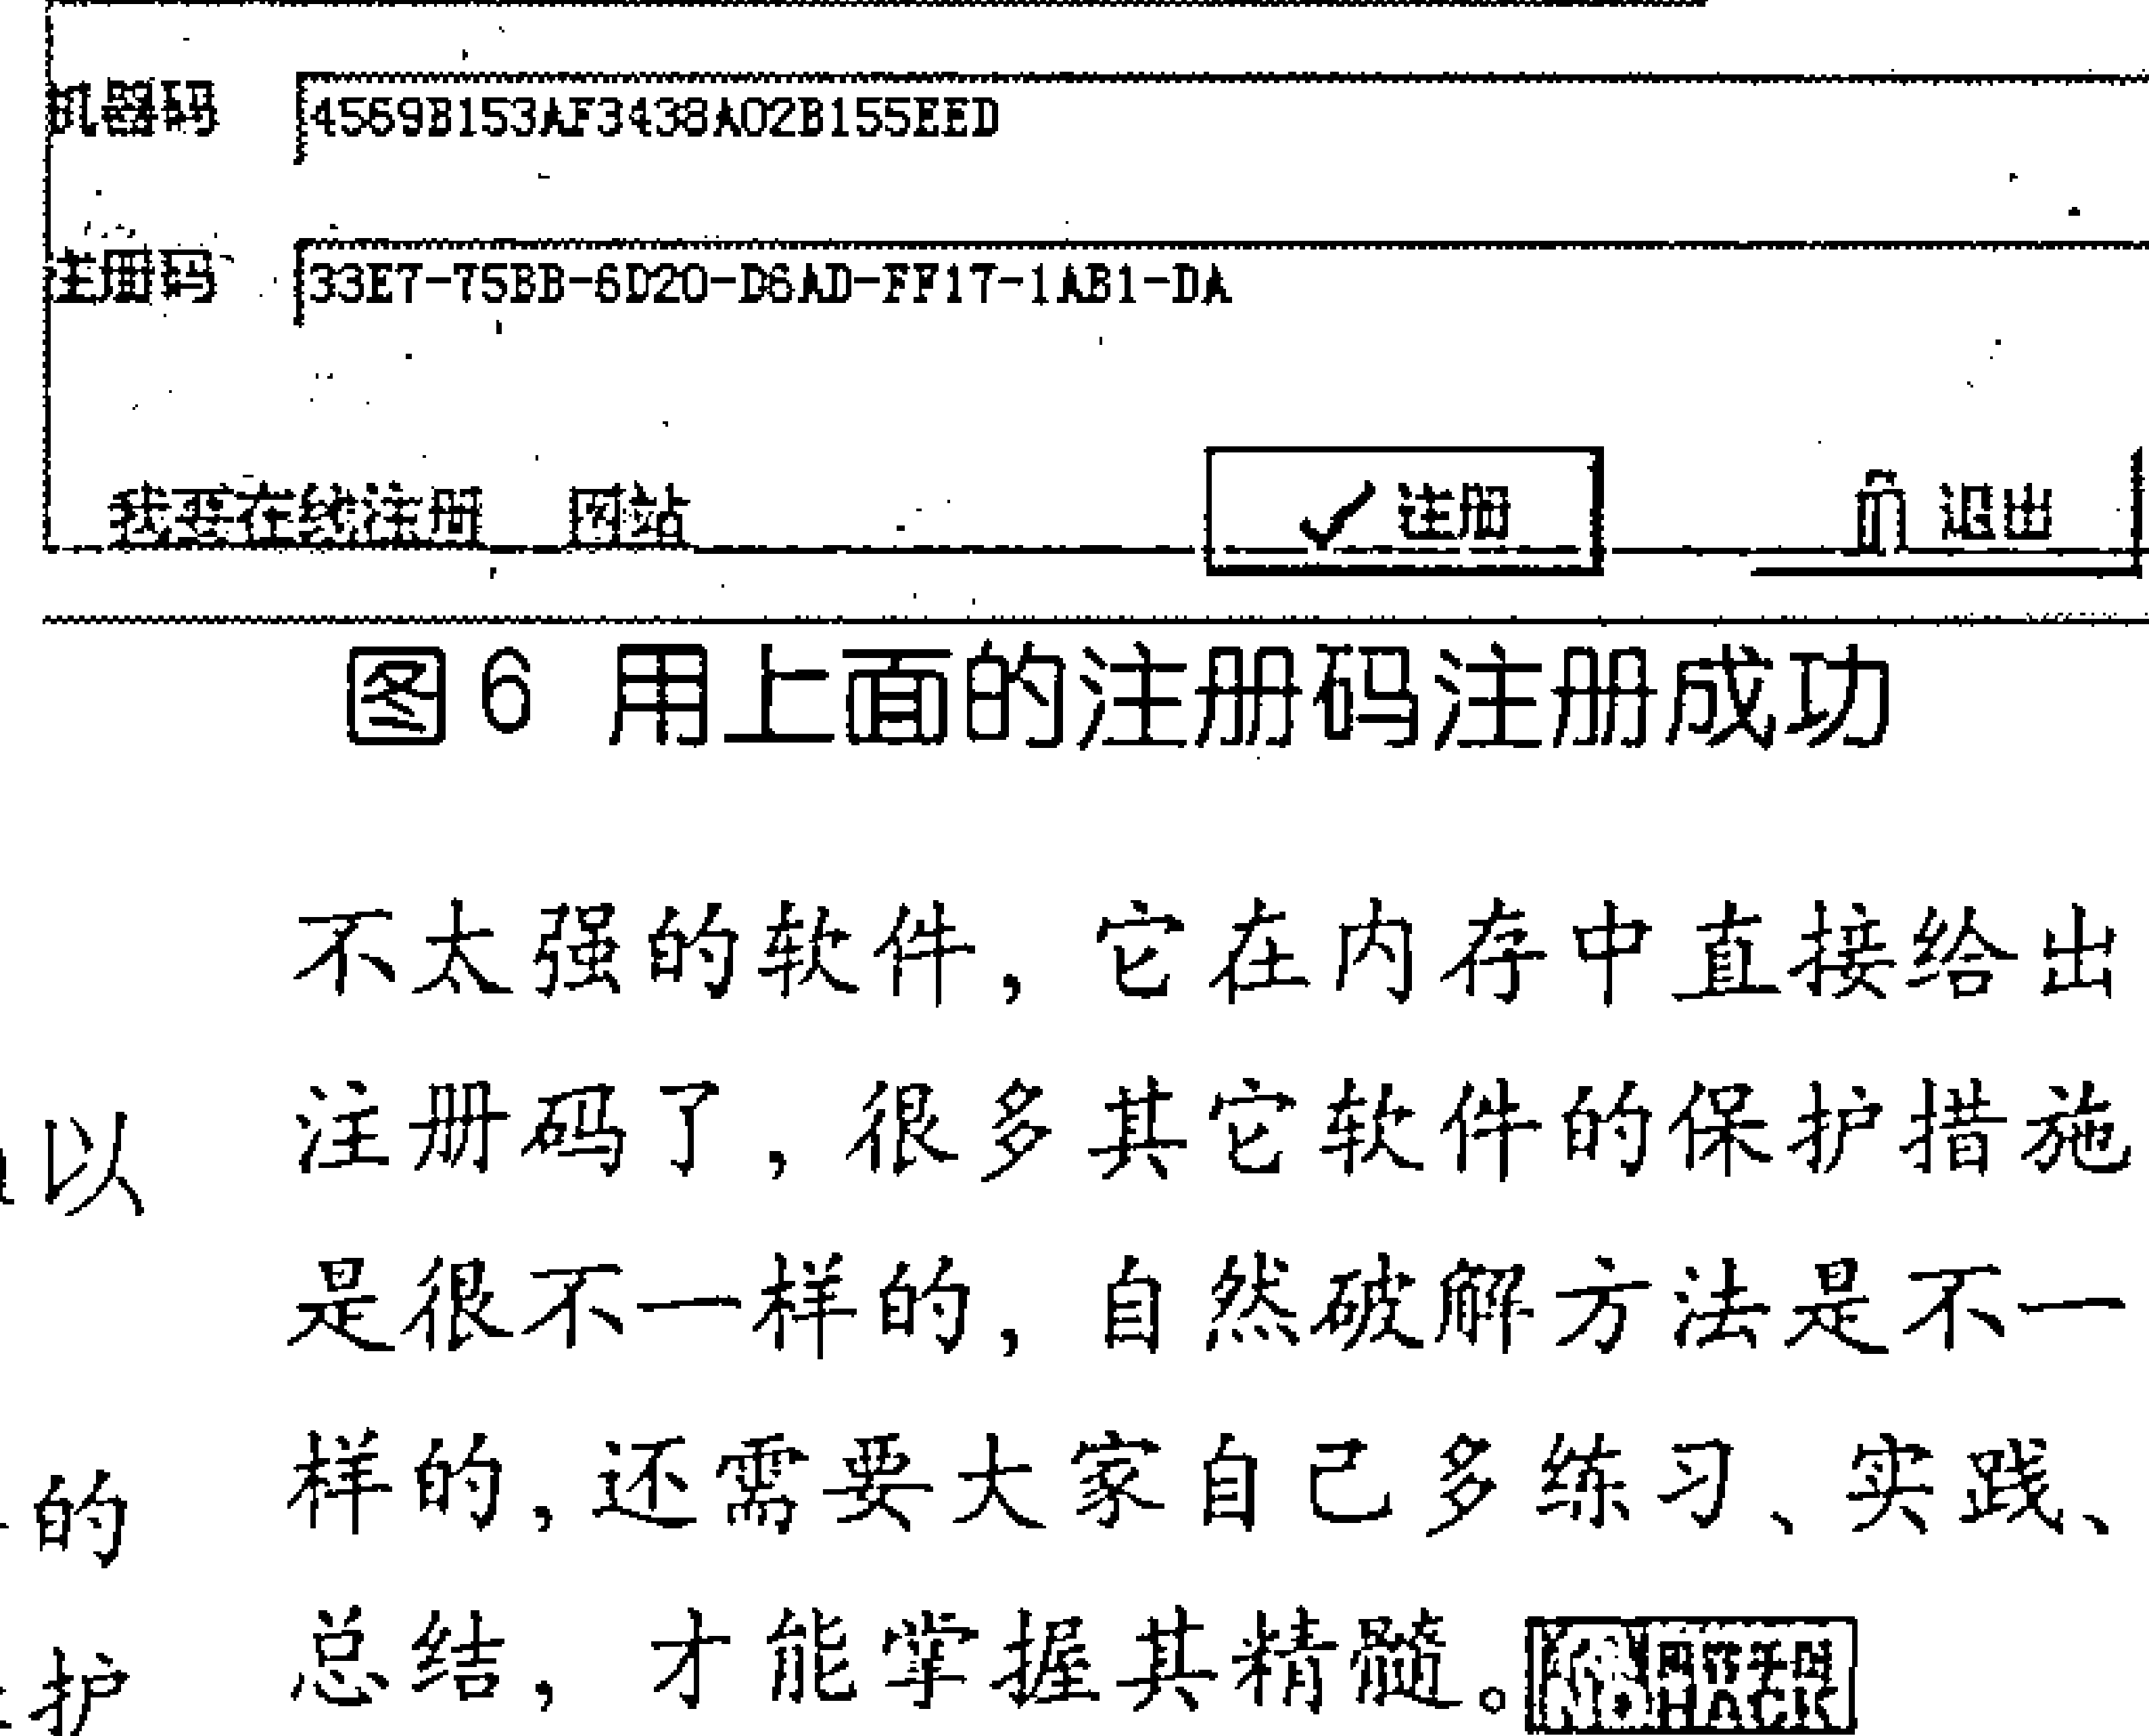 机器码 4569B153AF3438A02B155EED
注册码 33E7-75BB-6D20-D6AD-FF17-1AB1-DA
我要在线注册 网站 注册 退出
图6 用上面的注册码注册成功
不太强的软件，它在内存中直接给出
注册码了，很多其它软件的保护措施
是很不一样的，自然破解方法是不一
样的，还需要大家自己多练习、实践、
总结，才能掌握其精髓。
以
的
护
HACK